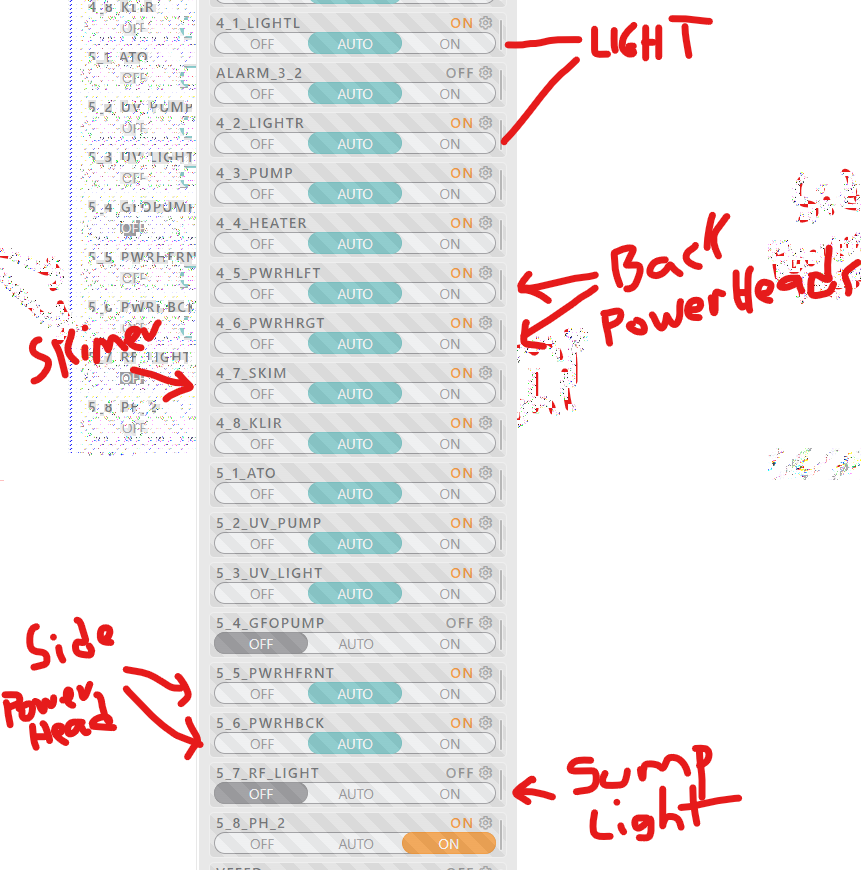 4_8_KLIR
OFF
5_1_ATO
OFF
5_2_UV_PUMP
OFF
5_3_UV_LIGHT
OFF
5_4_GFOPUMP
OFF
5_5_PWRHFRN
OFF
5_6_PWRHBCK
5_7_RF_LIGHT
OFF
5_8_PH_2
OFF
4_1_LIGHTL ON
OFF AUTO ON
ALARM_3_2 OFF
OFF AUTO ON
4_2_LIGHTR ON
OFF AUTO ON
4_3_PUMP ON
OFF AUTO ON
4_4_HEATER ON
OFF AUTO ON
4_5_PWRHLFT ON
OFF AUTO ON
4_6_PWRHRGT ON
OFF AUTO ON
4_7_SKIM ON
OFF AUTO ON
4_8_KLIR ON
OFF AUTO ON
5_1_ATO ON
OFF AUTO ON
5_2_UV_PUMP ON
OFF AUTO ON
5_3_UV_LIGHT ON
OFF AUTO ON
5_4_GFOPUMP OFF
OFF AUTO ON
5_5_PWRHFRNT ON
OFF AUTO ON
5_6_PWRHBCK ON
OFF AUTO ON
5_7_RF_LIGHT OFF
OFF AUTO ON
5_8_PH_2 ON
OFF AUTO ON
LIGHT
Back
PowerHeads
Skimer
Side
Power
Head
Sump
Light